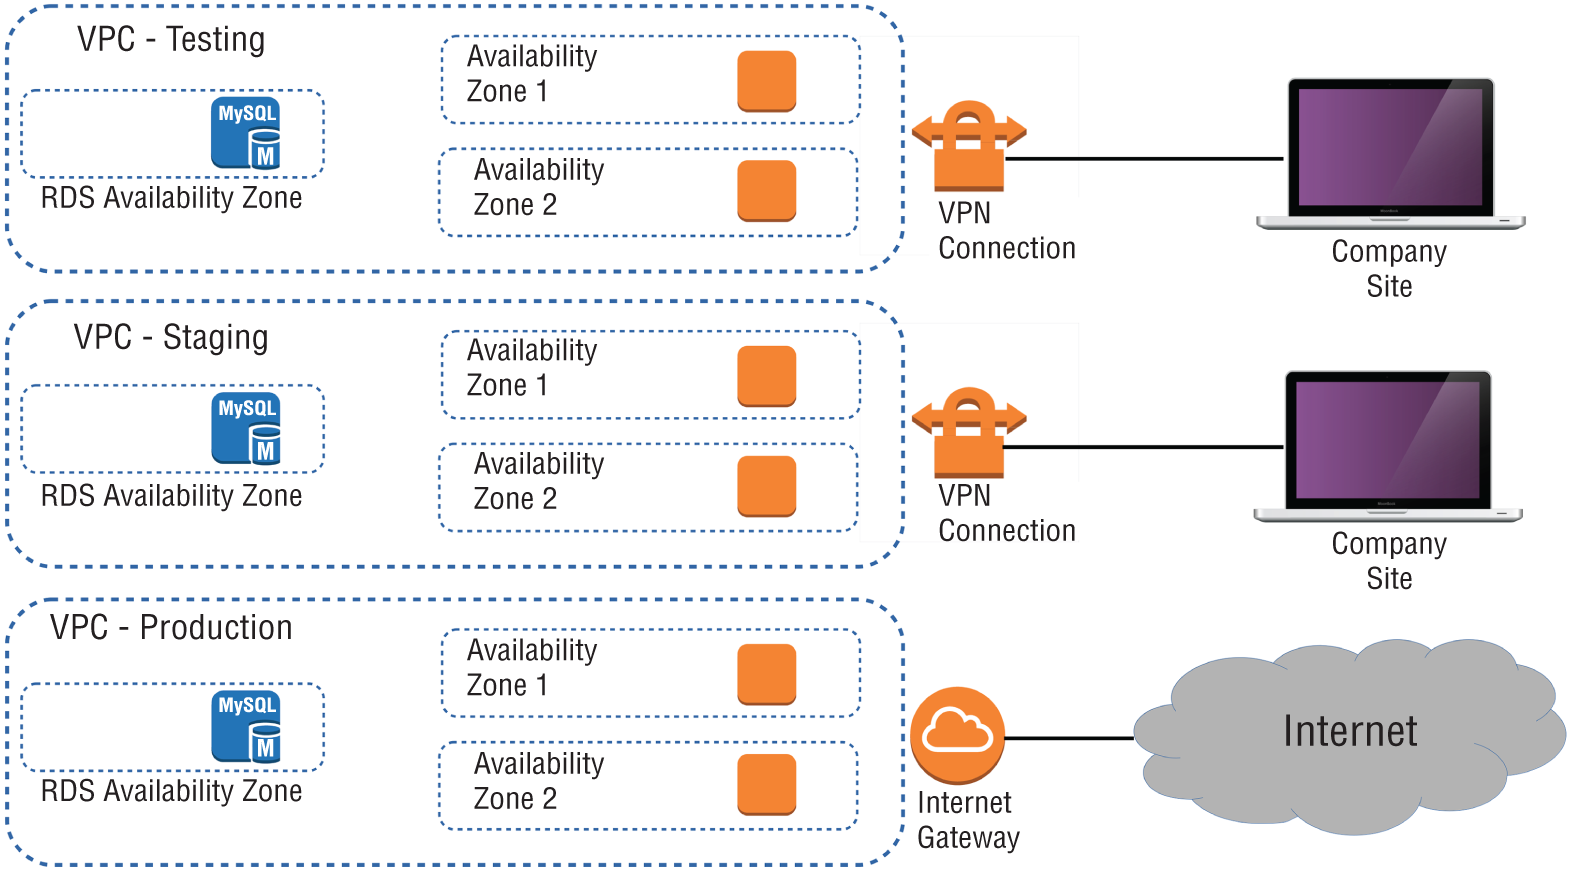 VPC - Testing
MySQL
M
RDS Availability Zone
Availability
Zone 1
Availability
Zone 2
VPN
Connection
Company
Site
VPC - Staging
MySQL
M
RDS Availability Zone
Availability
Zone 1
Availability
Zone 2
VPN
Connection
Company
Site
VPC - Production
MySQL
M
RDS Availability Zone
Availability
Zone 1
Availability
Zone 2
Internet
Gateway
Internet